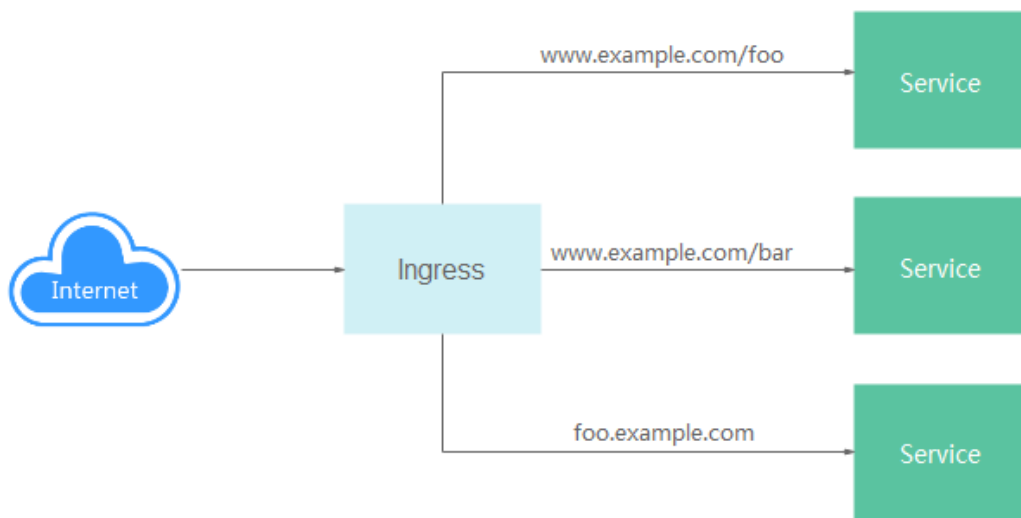 www.example.com/foo
Service
Internet
Ingress
www.example.com/bar
Service
foo.example.com
Service